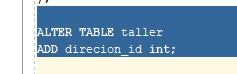 );
ALTER TABLE taller
ADD direcion_id int;